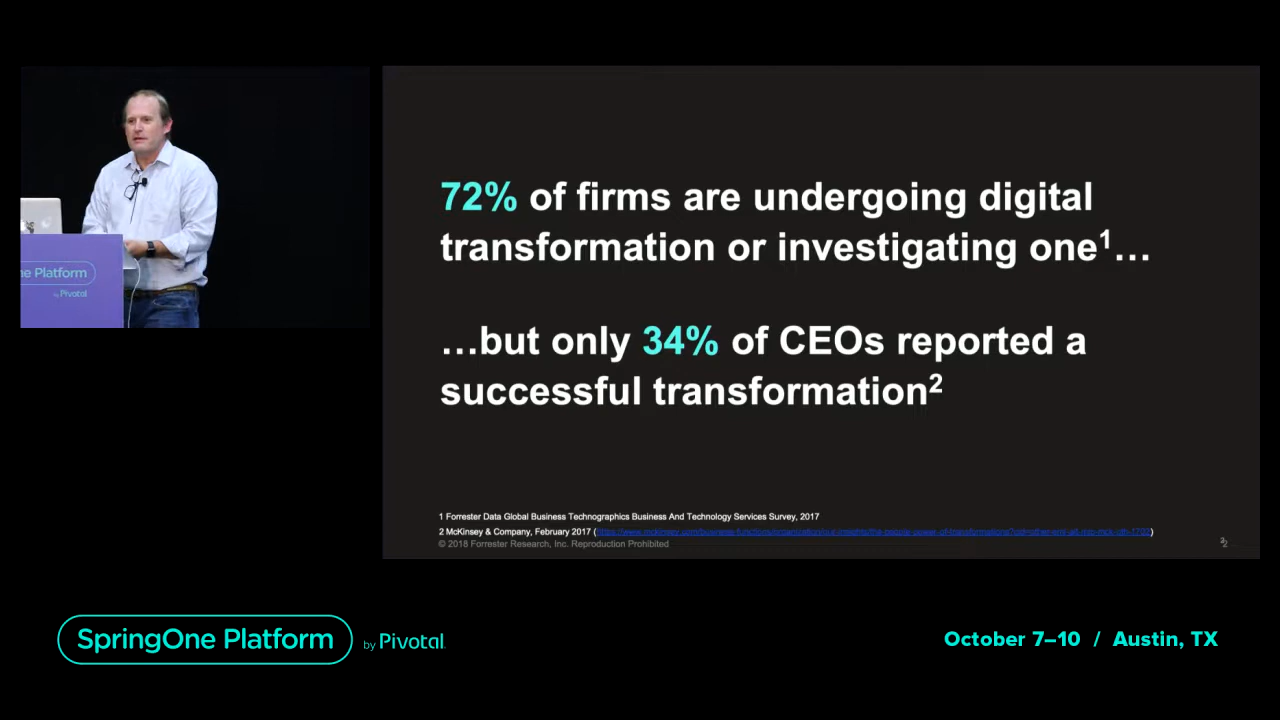 72% of firms are undergoing digital
transformation or investigating one¹…
…but only 34% of CEOs reported a
successful transformation²
1 Forrester Data Global Business Technographics Business And Technology Services Survey, 2017
2 McKinsey & Company, February 2017 (
© 2018 Forrester Research, Inc. Reproduction Prohibited
e Platform
by Pivotal
SpringOne Platform by Pivotal
October 7–10 / Austin, TX